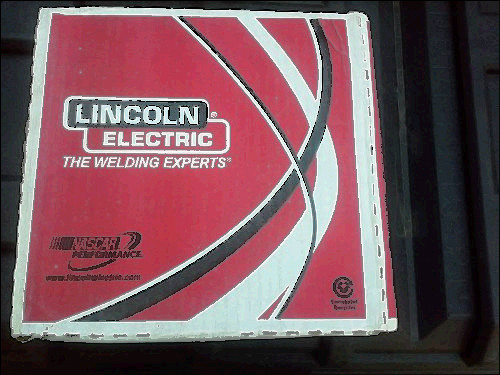 LINCOLN®
ELECTRIC
THE WELDING EXPERTS®
NASCAR
PERFORMANCE
www.lincolnelectric.com